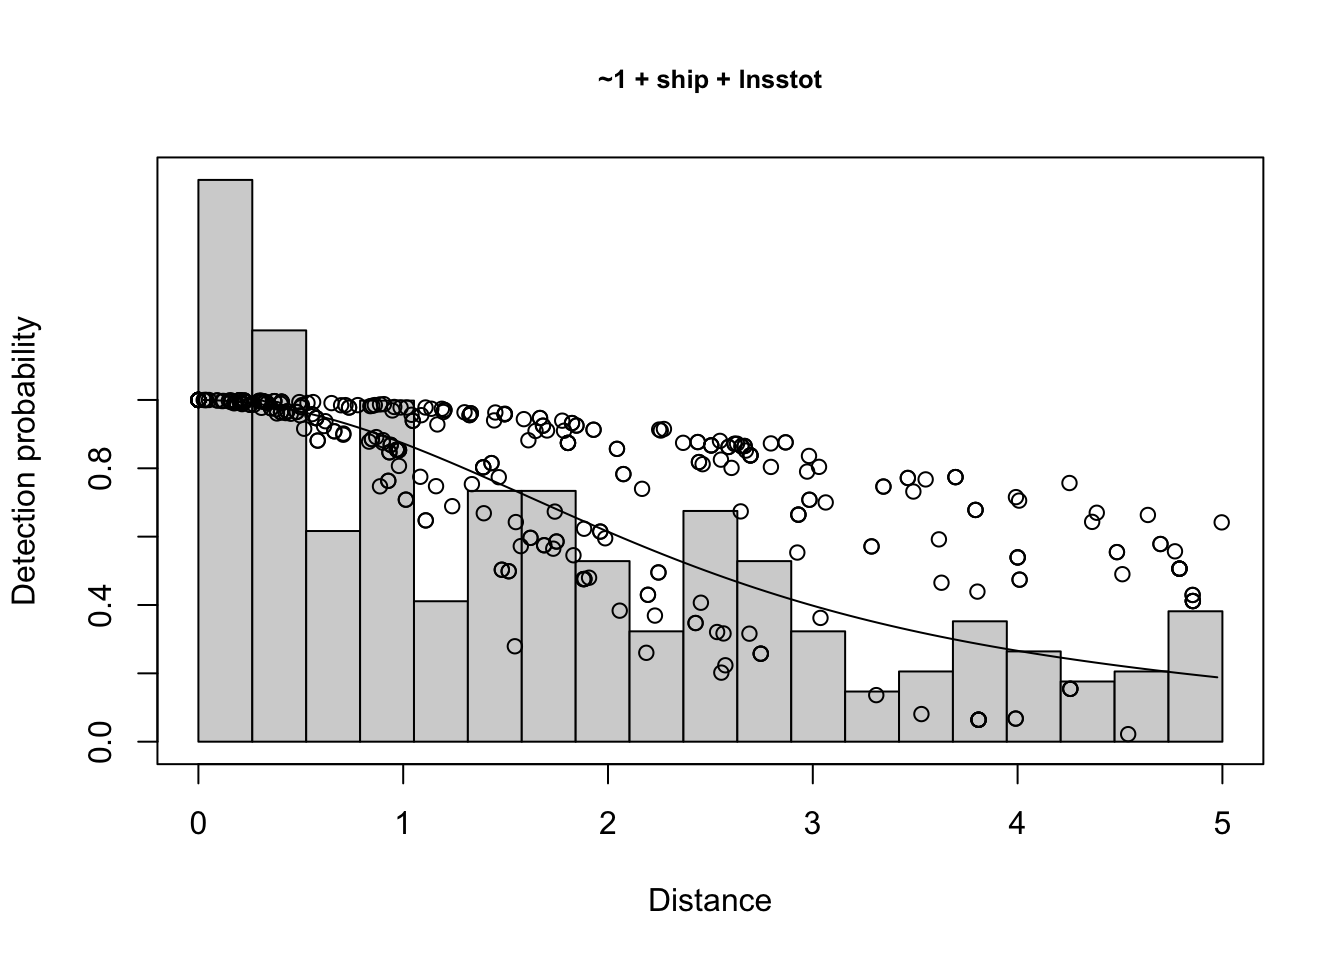 ~1 + ship + lnsstot
Detection probability
0.8
0.4
0.0
0 1 2 3 4 5
Distance